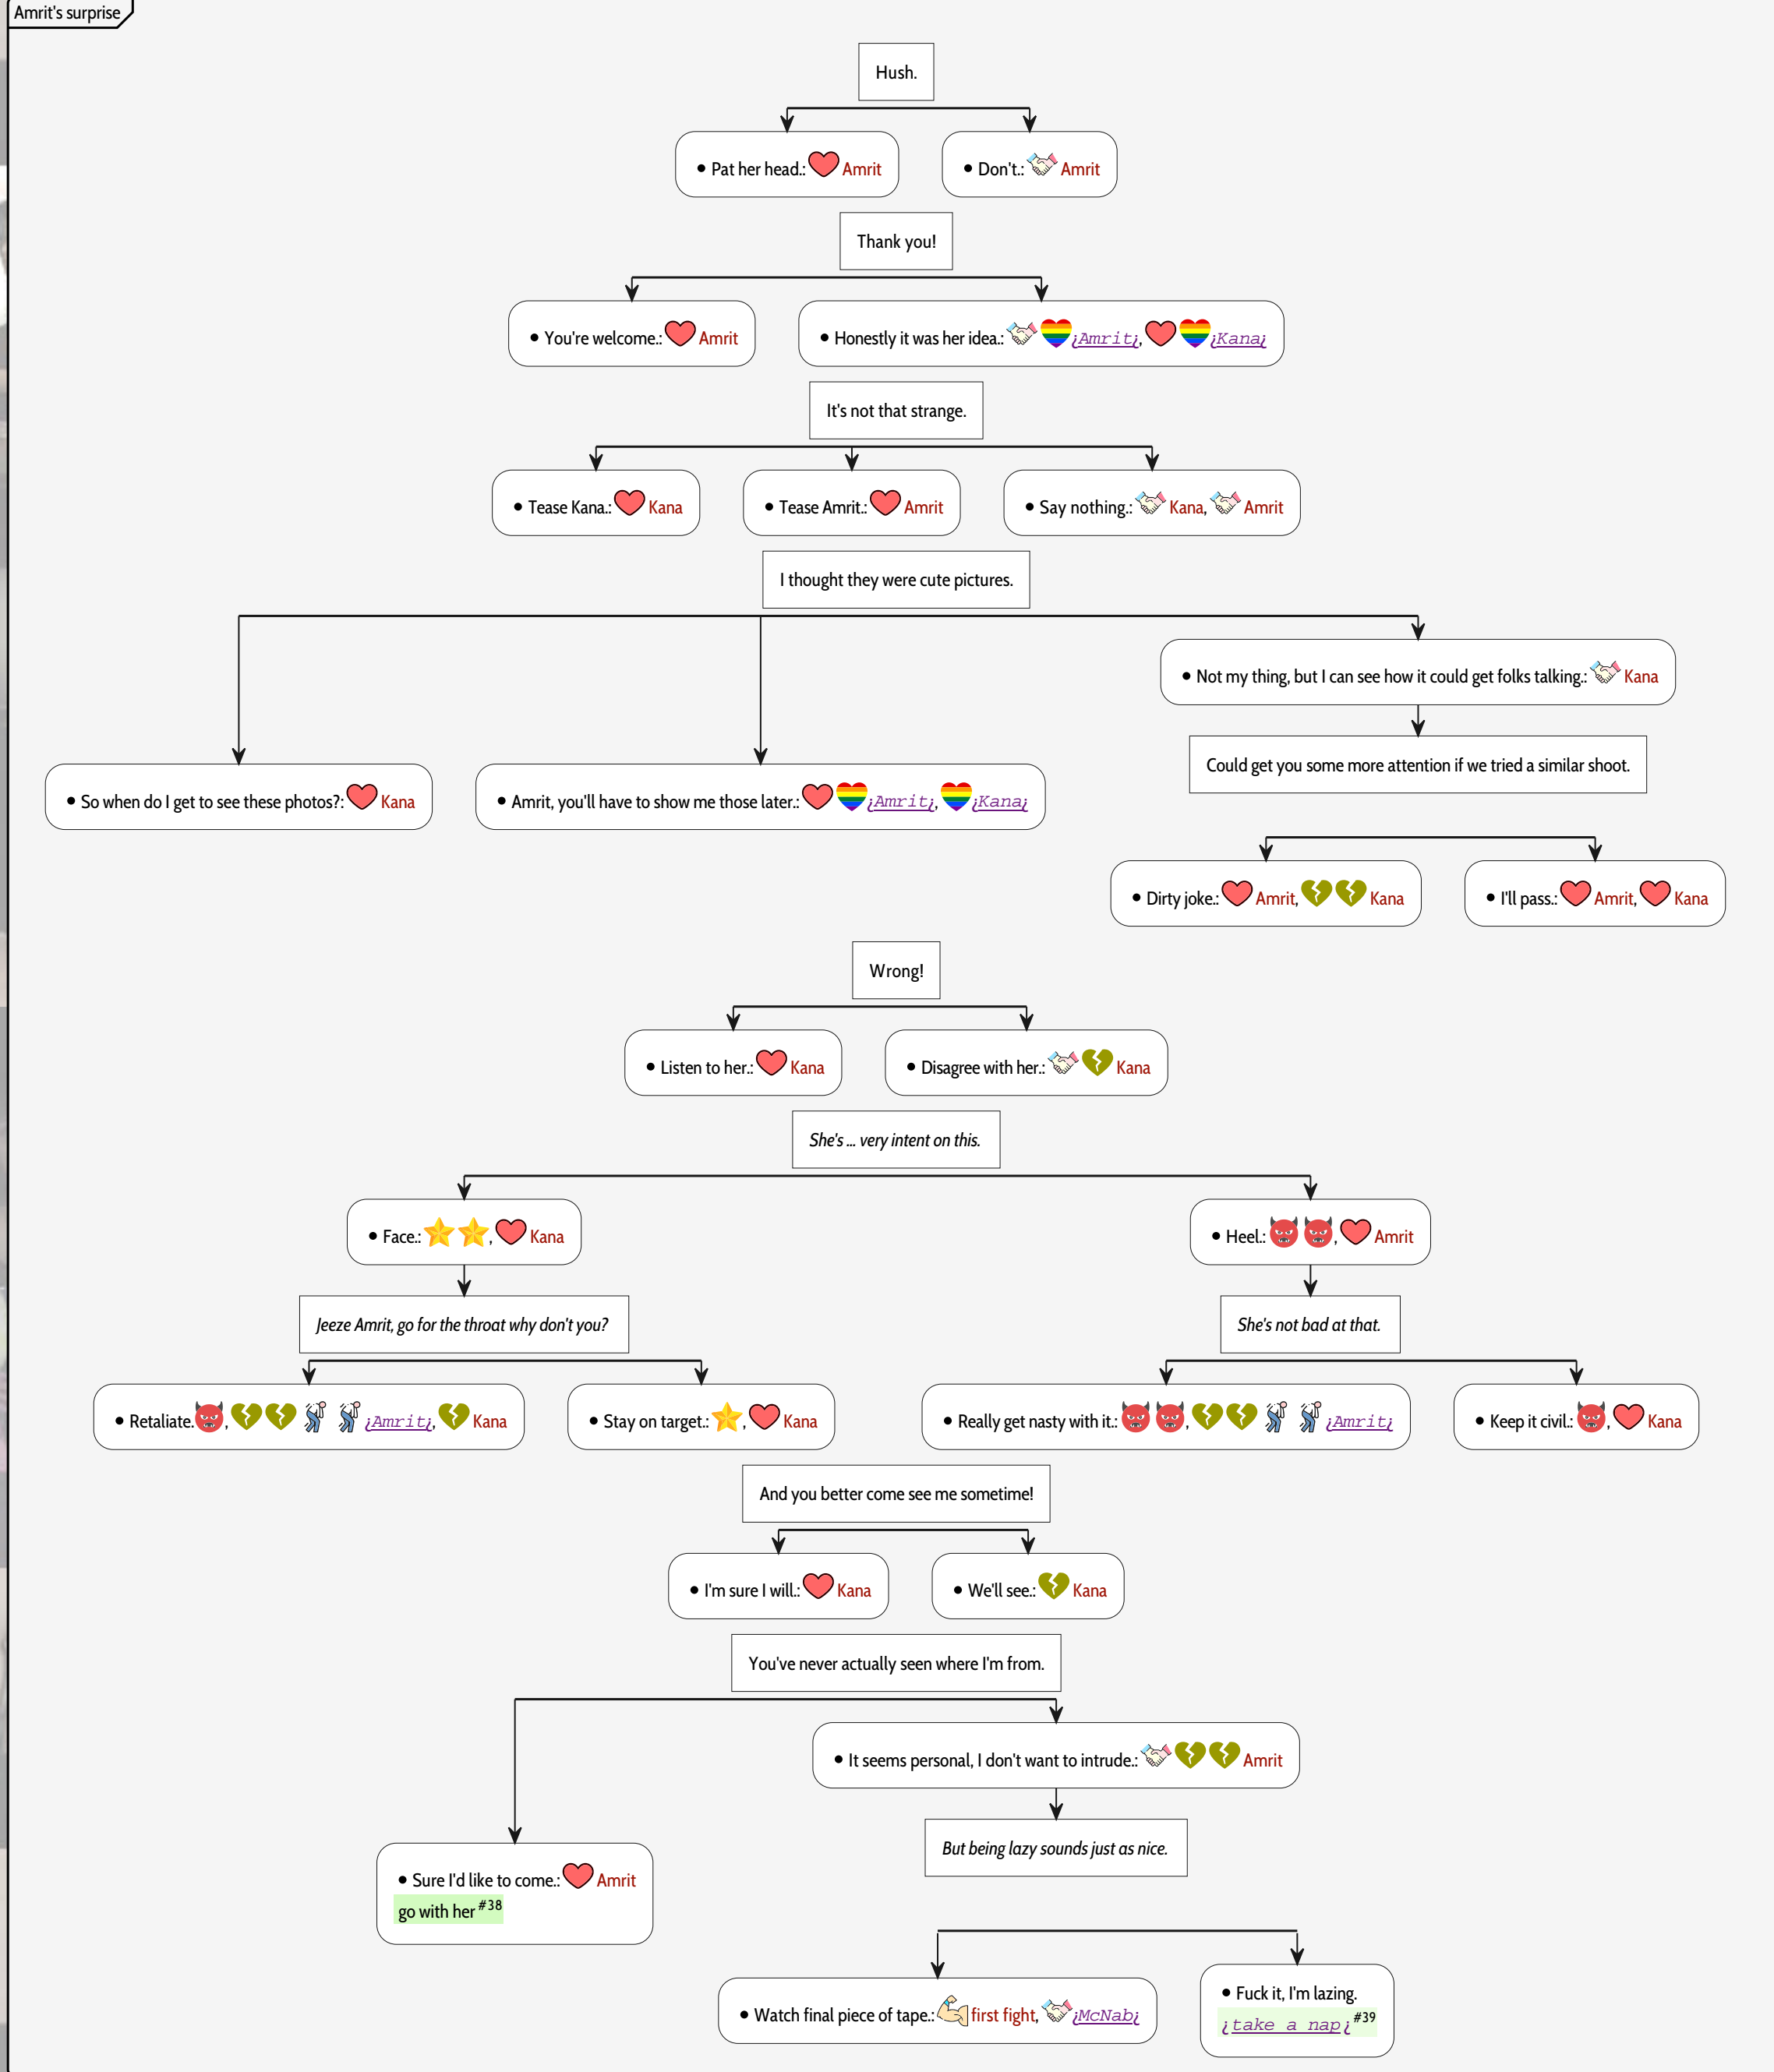 Amrit's surprise
Hush.
• Pat her head.: Amrit
• Don't.: Amrit
Thank you!
• You're welcome.: Amrit
• Honestly it was her idea.: ¿Amrit¿, ¿Kana¿
It's not that strange.
• Tease Kana.: Kana
• Tease Amrit.: Amrit
• Say nothing.: Kana, Amrit
I thought they were cute pictures.
• Not my thing, but I can see how it could get folks talking.: Kana
Could get you some more attention if we tried a similar shoot.
• So when do I get to see these photos?: Kana
• Amrit, you'll have to show me those later.: ¿Amrit¿, ¿Kana¿
• Dirty joke.: Amrit, Kana
• I'll pass.: Amrit, Kana
Wrong!
• Listen to her.: Kana
• Disagree with her.: Kana
She's ... very intent on this.
• Face.: , Kana
• Heel.: , Amrit
Jeeze Amrit, go for the throat why don't you?
She's not bad at that.
• Retaliate. , ¿Amrit¿, Kana
• Stay on target.: , Kana
• Really get nasty with it.: , ¿Amrit¿
• Keep it civil.: , Kana
And you better come see me sometime!
• I'm sure I will.: Kana
• We'll see.: Kana
You've never actually seen where I'm from.
• It seems personal, I don't want to intrude.: Amrit
But being lazy sounds just as nice.
• Sure I'd like to come.: Amrit
go with her #38
• Watch final piece of tape.: first fight, ¿McNab¿
• Fuck it, I'm lazing.
¿take a nap¿ #39